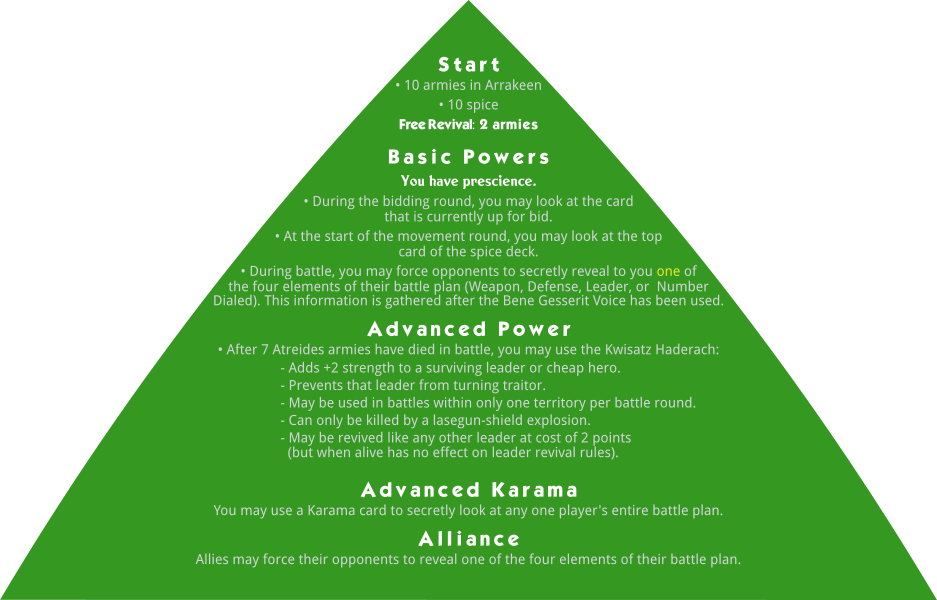 Start
• 10 armies in Arrakeen
• 10 spice
Free Revival: 2 armies
Basic Powers
You have prescience.
• During the bidding round, you may look at the card
that is currently up for bid.
• At the start of the movement round, you may look at the top
card of the spice deck.
• During battle, you may force opponents to secretly reveal to you one of
the four elements of their battle plan (Weapon, Defense, Leader, or  Number
Dialed). This information is gathered after the Bene Gesserit Voice has been used.
Advanced Power
• After 7 Atreides armies have died in battle, you may use the Kwisatz Haderach:
- Adds +2 strength to a surviving leader or cheap hero.
- Prevents that leader from turning traitor.
- May be used in battles within only one territory per battle round.
- Can only be killed by a lasegun-shield explosion.
- May be revived like any other leader at cost of 2 points
(but when alive has no effect on leader revival rules).
Advanced Karama
You may use a Karama card to secretly look at any one player's entire battle plan.
Alliance
Allies may force their opponents to reveal one of the four elements of their battle plan.